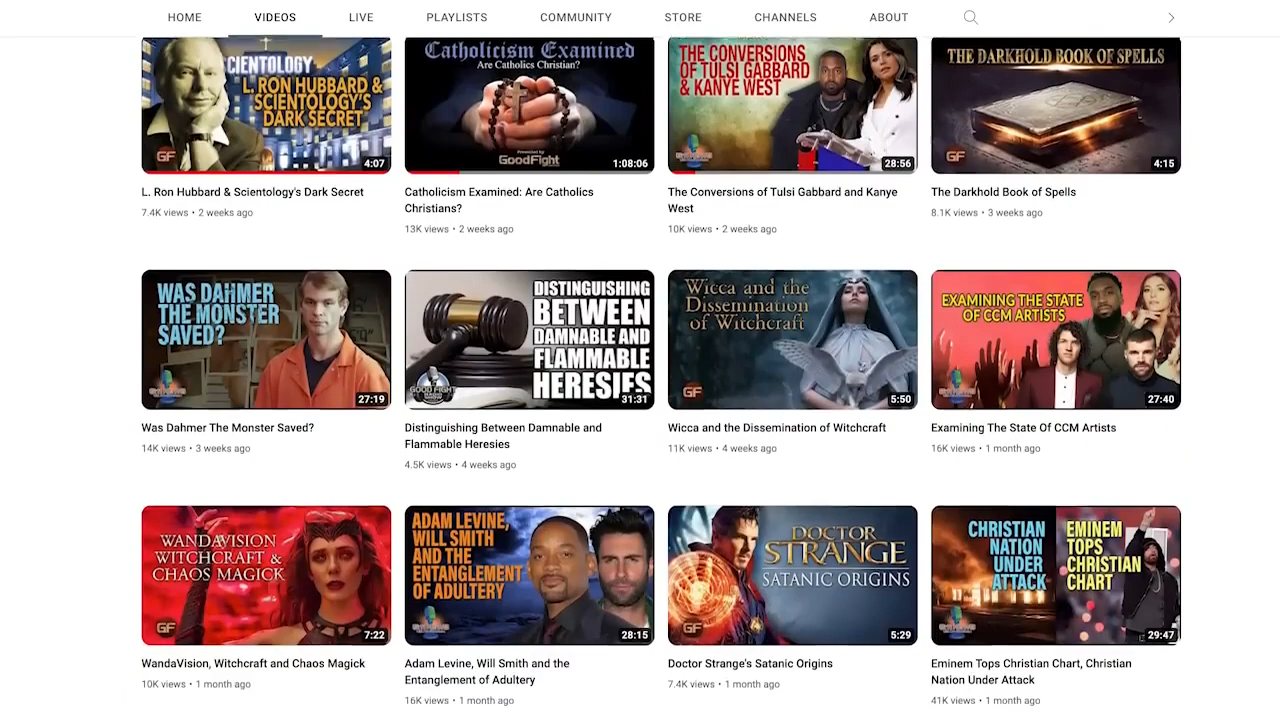 HOME VIDEOS LIVE PLAYLISTS COMMUNITY STORE CHANNELS ABOUT
CIENTOLOGY
L. RON HUBBARD &
SCIENTOLOGY'S
DARK SECRET
GF
4:07
Catholicism Examined
Are Catholics Christian?
Presented by
GoodFight
1:08:06
THE CONVERSIONS
OF TULSI GABBARD
& KANYE WEST
28:56
THE DARKHOLD BOOK OF SPELLS
GF
4:15
L. Ron Hubbard & Scientology's Dark Secret
7.4K views • 2 weeks ago
Catholicism Examined: Are Catholics
Christians?
13K views • 2 weeks ago
The Conversions of Tulsi Gabbard and Kanye
West
10K views • 2 weeks ago
The Darkhold Book of Spells
8.1K views • 3 weeks ago
WAS DAHMER
THE MONSTER
SAVED?
27:19
DISTINGUISHING
BETWEEN
DAMNABLE AND
FLAMMABLE
HERESIES
GOOD FIGHT
RADIO SHOW
31:31
Wicca and the
Dissemination
of Witchcraft
GF
5:50
EXAMINING THE STATE
OF CCM ARTISTS
27:40
Was Dahmer The Monster Saved?
14K views • 3 weeks ago
Distinguishing Between Damnable and
Flammable Heresies
4.5K views • 4 weeks ago
Wicca and the Dissemination of Witchcraft
11K views • 4 weeks ago
Examining The State Of CCM Artists
16K views • 1 month ago
WANDAVISION
WITCHCRAFT &
CHAOS MAGICK
GF
7:22
ADAM LEVINE,
WILL SMITH
AND THE
ENTANGLEMENT
OF ADULTERY
28:15
DOCTOR
STRANGE
SATANIC ORIGINS
GF
5:29
CHRISTIAN
NATION
UNDER
ATTACK
EMINEM
TOPS
CHRISTIAN
CHART
29:47
WandaVision, Witchcraft and Chaos Magick
10K views • 1 month ago
Adam Levine, Will Smith and the
Entanglement of Adultery
16K views • 1 month ago
Doctor Strange's Satanic Origins
7.4K views • 1 month ago
Eminem Tops Christian Chart, Christian
Nation Under Attack
41K views • 1 month ago